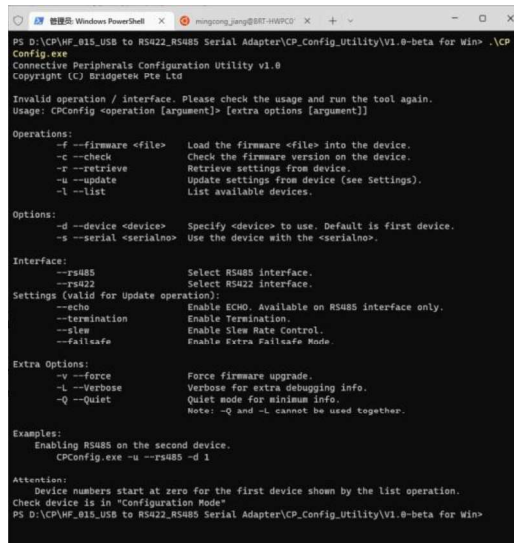 管理员: Windows PowerShell
mingcong_jiang@BRT-HWPC0
PS D:\CP\HF_015_USB to RS422_RS485 Serial Adapter\CP_Config_Utility\V1.0-beta for Win> .\CP
Config.exe
Connective Peripherals Configuration Utility v1.0
Copyright (C) Bridgetek Pte Ltd
Invalid operation / interface. Please check the usage and run the tool again.
Usage: CPConfig <operation [argument]> [extra options [argument]]
Operations:
-f --firmware <file> Load the firmware <file> into the device.
-c --check Check the firmware version on the device.
-r --retrieve Retrieve settings from device.
-u --update Update settings from device (see Settings).
-l --list List available devices.
Options:
-d --device <device> Specify <device> to use. Default is first device.
-s --serial <serialno> Use the device with the <serialno>.
Interface:
--rs485 Select RS485 interface.
--rs422 Select RS422 interface.
Settings (valid for Update operation):
--echo Enable ECHO. Available on RS485 interface only.
--termination Enable Termination.
--slew Enable Slew Rate Control.
--failsafe Enable Extra Failsafe Mode.
Extra Options:
-v --force Force firmware upgrade.
-L --Verbose Verbose for extra debugging info.
-Q --Quiet Quiet mode for minimum info.
Note: -Q and -L cannot be used together.
Examples:
Enabling RS485 on the second device.
CPConfig.exe -u --rs485 -d 1
Attention:
Device numbers start at zero for the first device shown by the list operation.
Check device is in "Configuration Mode"
PS D:\CP\HF_015_USB to RS422_RS485 Serial Adapter\CP_Config_Utility\V1.0-beta for Win>